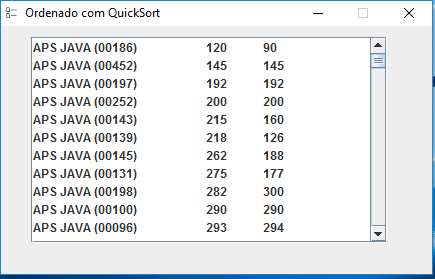 Ordenado com QuickSort
APS JAVA (00186) 120 90
APS JAVA (00452) 145 145
APS JAVA (00197) 192 192
APS JAVA (00252) 200 200
APS JAVA (00143) 215 160
APS JAVA (00139) 218 126
APS JAVA (00145) 262 188
APS JAVA (00131) 275 177
APS JAVA (00198) 282 300
APS JAVA (00100) 290 290
APS JAVA (00096) 293 294